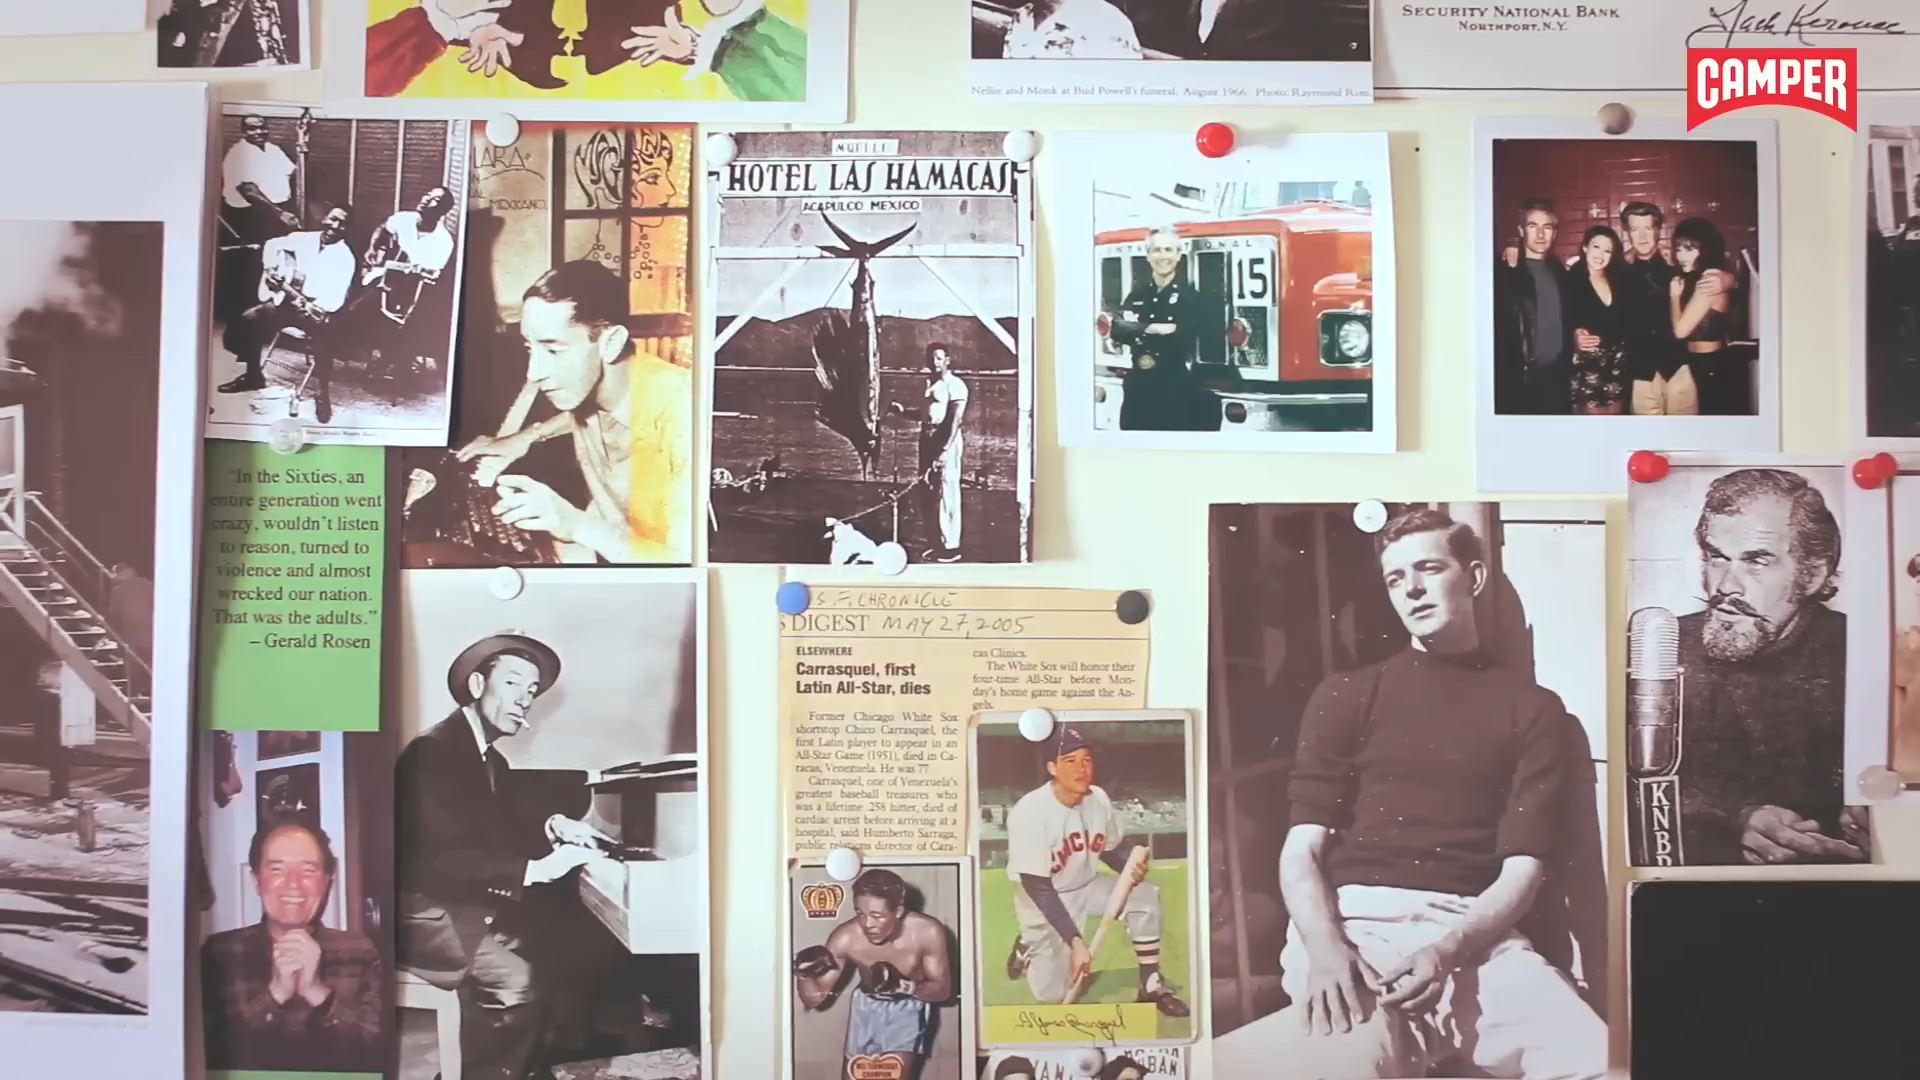 SECURITY NATIONAL BANK
NORTHPORT, N.Y.
Jack Kerouac
CAMPER
Nellie and Monk at Bud Powell's funeral, August 1966. Photo: Raymond Ross
LARA
MEXICANO
HOTEL LAS HAMACAS
ACAPULCO MEXICO
INTERNATIONAL
15
"In the Sixties, an
entire generation went
crazy, wouldn't listen
to reason, turned to
violence and almost
wrecked our nation.
That was the adults."
– Gerald Rosen
S. F. CHRONICLE
S DIGEST MAY 27, 2005
ELSEWHERE
Carrasquel, first
Latin All-Star, dies
Former Chicago White Sox
shortstop Chico Carrasquel, the
first Latin player to appear in an
All-Star Game (1951), died in Ca-
racas, Venezuela. He was 77
Carrasquel, one of Venezuela's
greatest baseball treasures who
was a lifetime .258 hitter, died of
cardiac arrest before arriving at a
hospital, said Humberto Sarraga,
public relations director of Cara-
cas Clinics.
The White Sox will honor their
four-time All-Star before Mon-
day's home game against the An-
gels.
CHICAG
KNBR
WELTERWEIGHT
CHAMPION